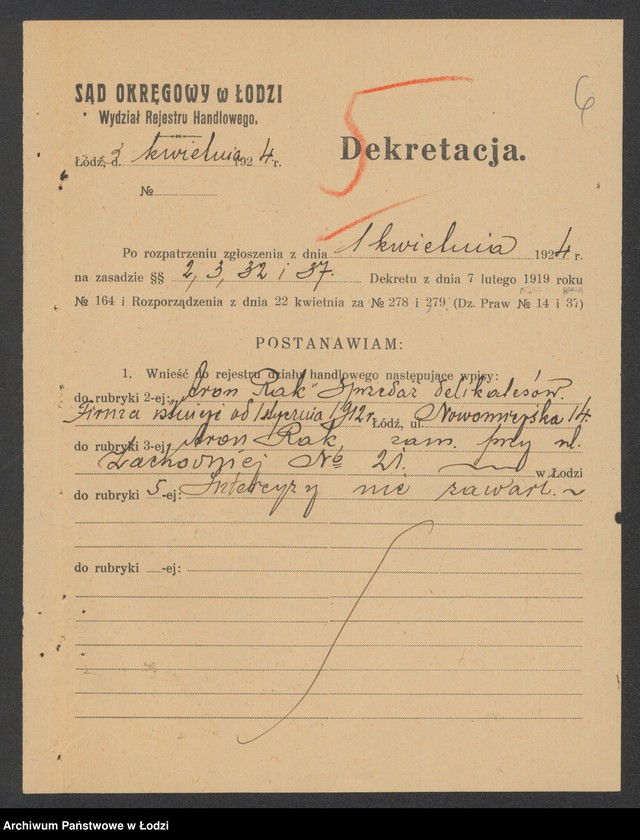 6
5
SĄD OKRĘGOWY w ŁODZI
Wydział Rejestru Handlowego.
Łódź, d. 2 kwietnia 1924 r.
Dekretacja.
№
Po rozpatrzeniu zgłoszenia z dnia 1 kwietnia 1924 r.
na zasadzie §§ 2, 3, 32 i 37. Dekretu z dnia 7 lutego 1919 roku
№ 164 i Rozporządzenia z dnia 22 kwietnia za № 278 i 279 (Dz. Praw № 14 i 37)
POSTANAWIAM:
1. Wnieść do rejestru działu handlowego następujące wpisy:
do rubryki 2-ej: „Aron Rak" Sprzedaż delikatesów.
Firma istnieje od 1 stycznia 1912 r. Łódź, ul. Nowomiejska 14.
do rubryki 3-ej: Aron Rak, zam. przy ul.
Zachodniej № 21. w Łodzi
do rubryki 5-ej: Intercyzy nie zawarł.
do rubryki -ej:
Archiwum Państwowe w Łodzi